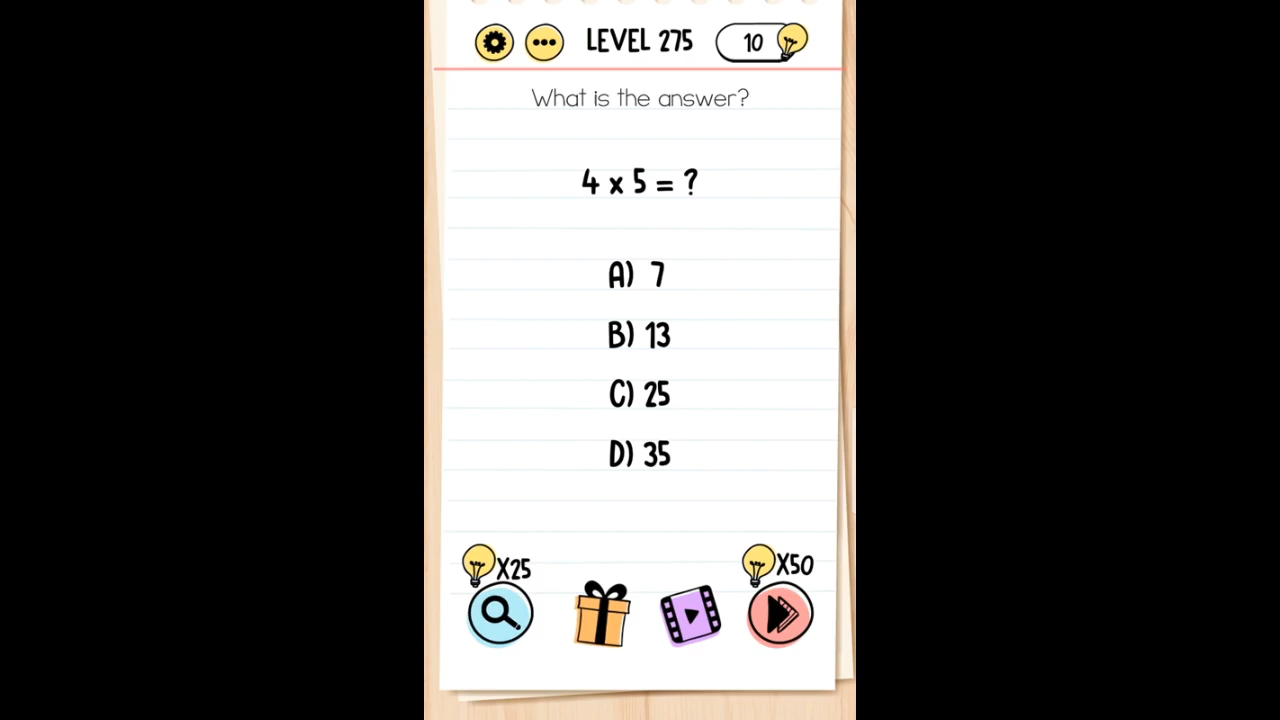 LEVEL 275
10
What is the answer?
4 x 5 = ?
A) 7
B) 13
C) 25
D) 35
X25
X50